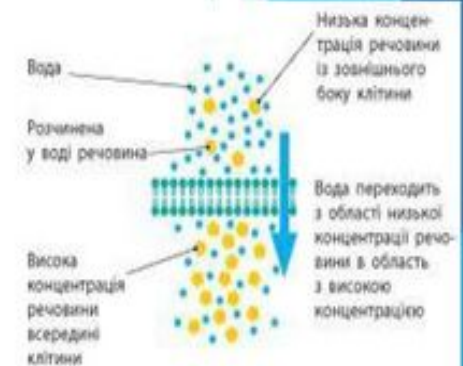 Вода
Розчинена
у воді речовина
Висока
концентрація
речовини
всередині
клітини
Низька концен-
трація речовини
із зовнішнього
боку клітини
Вода переходить
з області низької
концентрації речо-
вини в область
з високою
концентрацією